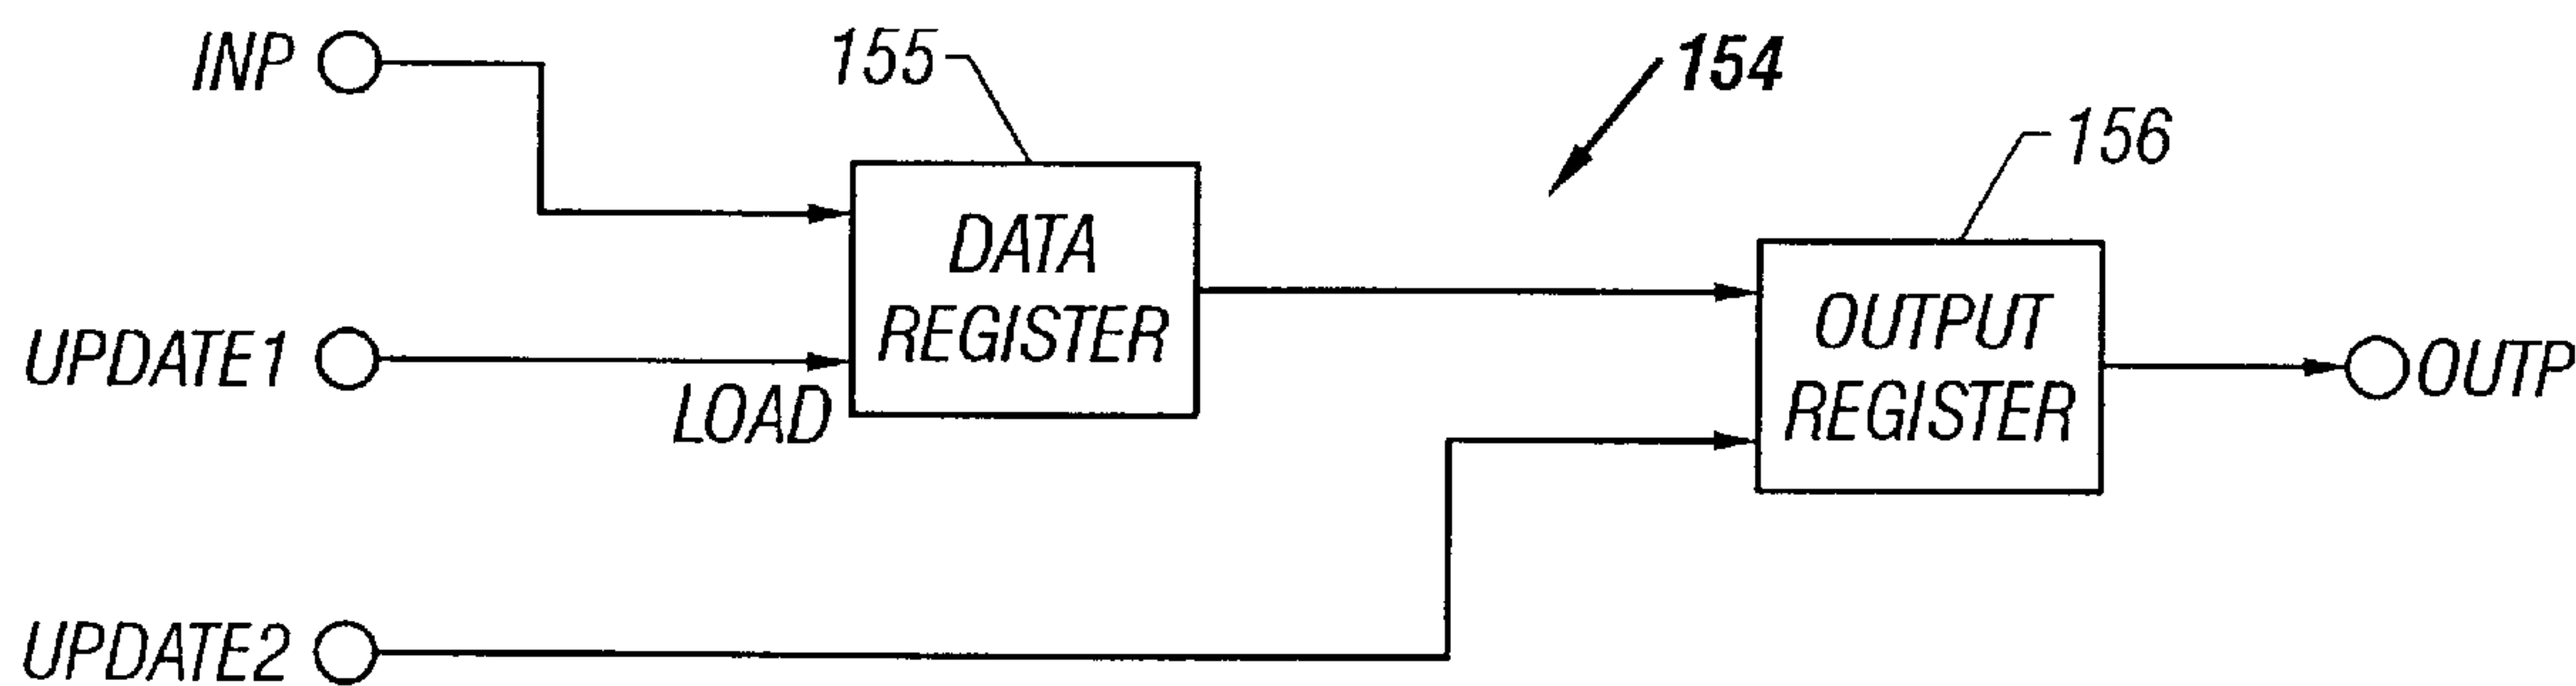 INP
155
154
156
DATA
REGISTER
UPDATE1
LOAD
OUTPUT
REGISTER
OUTP
UPDATE2